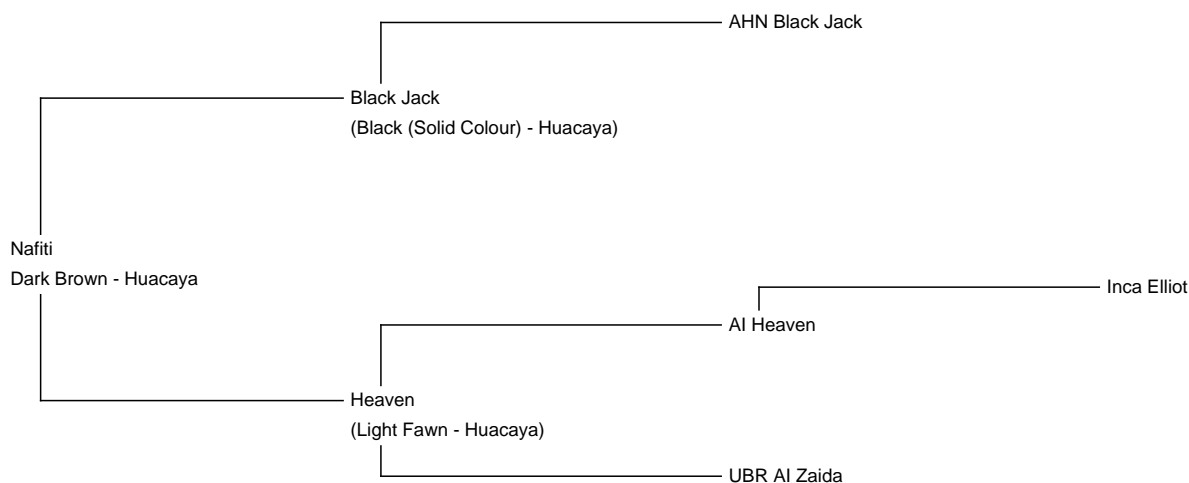 AHN Black Jack
Black Jack
(Black (Solid Colour) - Huacaya)
Nafiti
Dark Brown - Huacaya
Inca Elliot
AI Heaven
Heaven
(Light Fawn - Huacaya)
UBR AI Zaida